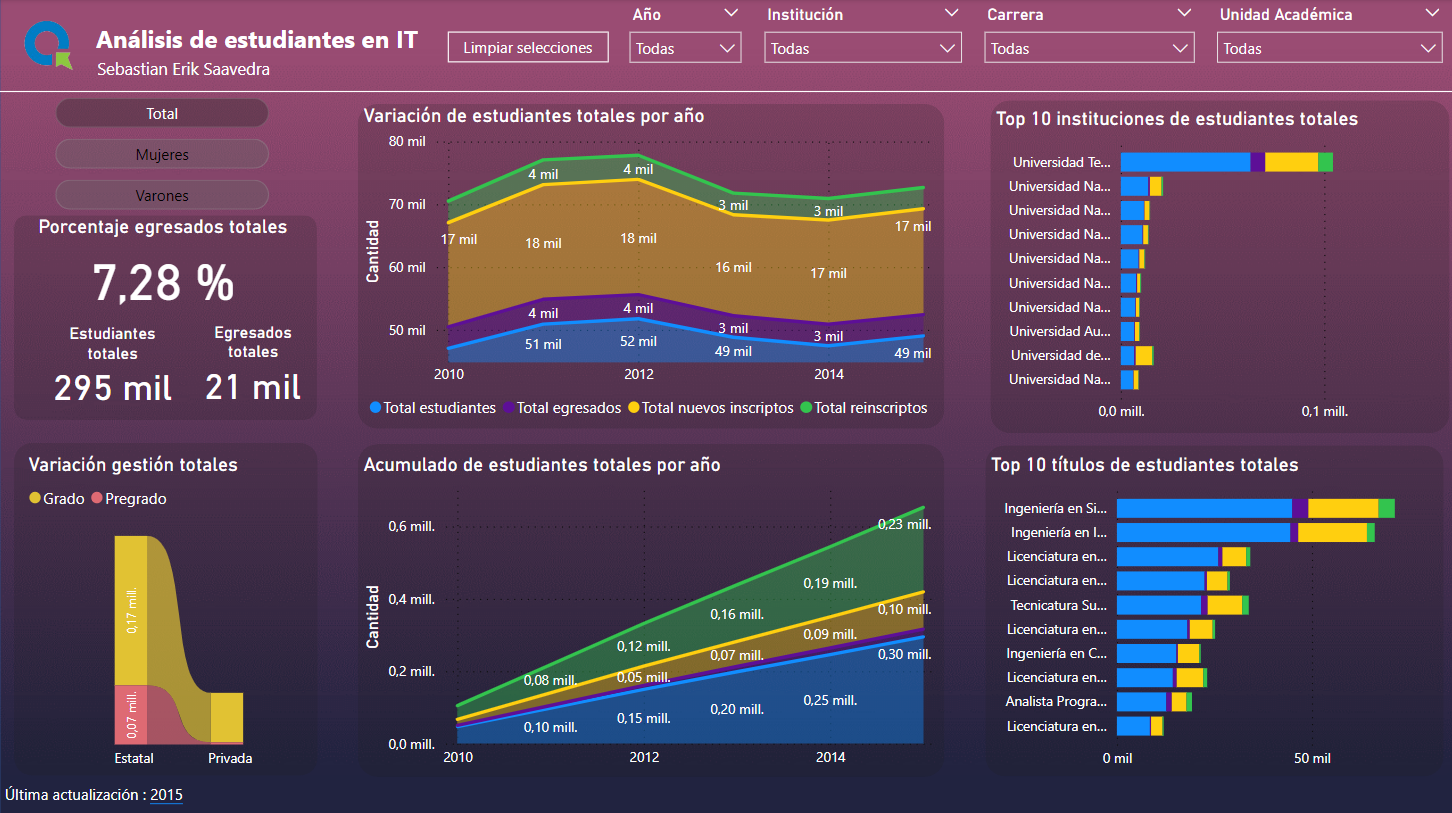 Análisis de estudiantes en IT
Sebastian Erik Saavedra
Limpiar selecciones
Año
Todas
Institución
Todas
Carrera
Todas
Unidad Académica
Todas
Total
Mujeres
Varones
Porcentaje egresados totales
7,28 %
Estudiantes
totales
295 mil
Egresados
totales
21 mil
Variación de estudiantes totales por año
Cantidad
80 mil
70 mil
60 mil
50 mil
4 mil
4 mil
3 mil
3 mil
17 mil
18 mil
18 mil
16 mil
17 mil
17 mil
4 mil
4 mil
3 mil
3 mil
51 mil
52 mil
49 mil
49 mil
2010
2012
2014
Total estudiantes
Total egresados
Total nuevos inscriptos
Total reinscriptos
Top 10 instituciones de estudiantes totales
Universidad Te...
Universidad Na...
Universidad Na...
Universidad Na...
Universidad Na...
Universidad Na...
Universidad Na...
Universidad Au...
Universidad de...
Universidad Na...
0,0 mill.
0,1 mill.
Variación gestión totales
Grado
Pregrado
0,17 mill.
0,07 mill.
Estatal
Privada
Acumulado de estudiantes totales por año
Cantidad
0,6 mill.
0,4 mill.
0,2 mill.
0,0 mill.
0,08 mill.
0,12 mill.
0,16 mill.
0,19 mill.
0,23 mill.
0,05 mill.
0,07 mill.
0,09 mill.
0,10 mill.
0,10 mill.
0,15 mill.
0,20 mill.
0,25 mill.
0,30 mill.
2010
2012
2014
Top 10 títulos de estudiantes totales
Ingeniería en Si...
Ingeniería en I...
Licenciatura en...
Licenciatura en...
Tecnicatura Su...
Licenciatura en...
Ingeniería en C...
Licenciatura en...
Analista Progra...
Licenciatura en...
0 mil
50 mil
Última actualización : 2015